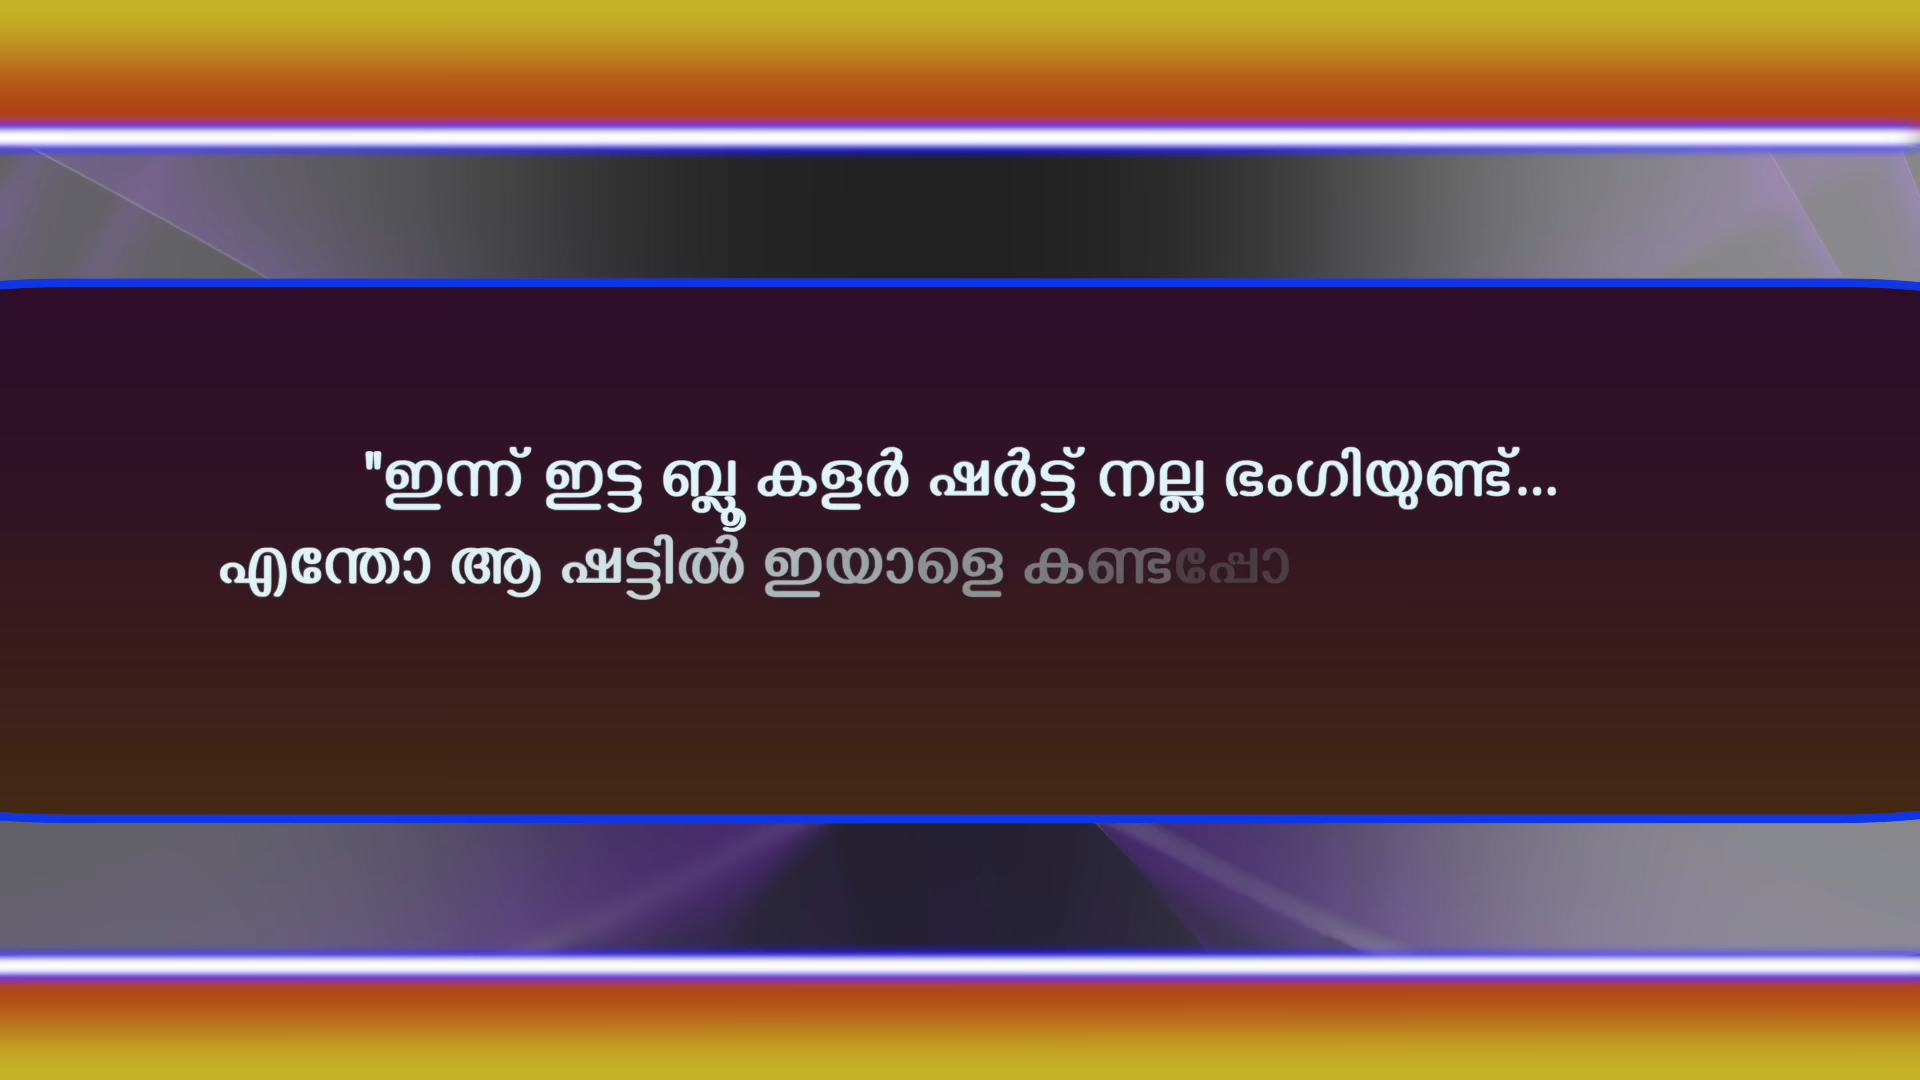 "ഇന്ന് ഇട്ട ബ്ലൂ കളർ ഷർട്ട് നല്ല ഭംഗിയുണ്ട്...
എന്തോ ആ ഷട്ടിൽ ഇയാളെ കണ്ടപ്പോ